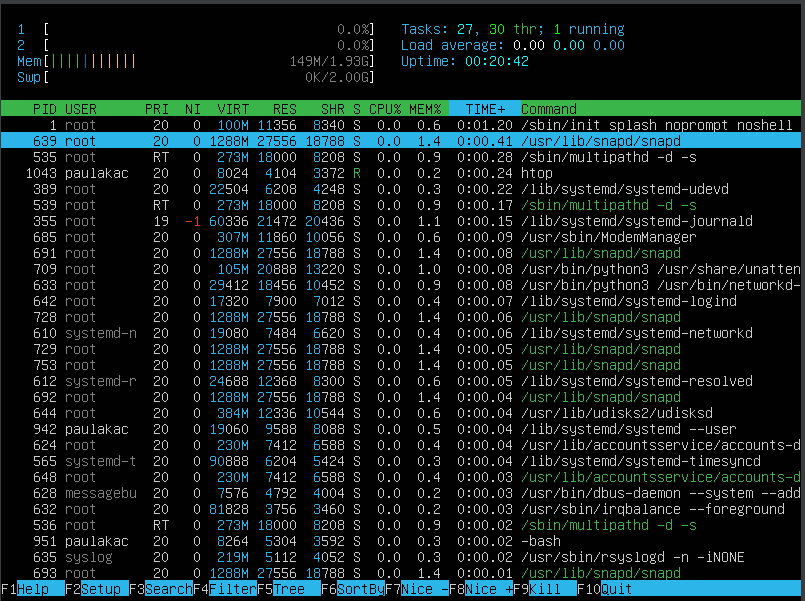 1  [                              0.0%]   Tasks: 27, 30 thr; 1 running
2  [                              0.0%]   Load average: 0.00 0.00 0.00
Mem[|||||||||||             149M/1.93G]   Uptime: 00:20:42
Swp[                          0K/2.00G]
PID USER PRI NI VIRT RES SHR S CPU% MEM% TIME+ Command
1 root 20 0 100M 11356 8340 S 0.0 0.6 0:01.20 /sbin/init splash noprompt noshell
639 root 20 0 1288M 27556 18788 S 0.0 1.4 0:00.41 /usr/lib/snapd/snapd
535 root RT 0 273M 18000 8208 S 0.0 0.9 0:00.28 /sbin/multipathd -d -s
1043 paulakac 20 0 8024 4104 3372 R 0.0 0.2 0:00.24 htop
389 root 20 0 22504 6208 4248 S 0.0 0.3 0:00.22 /lib/systemd/systemd-udevd
539 root RT 0 273M 18000 8208 S 0.0 0.9 0:00.17 /sbin/multipathd -d -s
355 root 19 -1 60336 21472 20436 S 0.0 1.1 0:00.15 /lib/systemd/systemd-journald
685 root 20 0 307M 11860 10056 S 0.0 0.6 0:00.09 /usr/sbin/ModemManager
691 root 20 0 1288M 27556 18788 S 0.0 1.4 0:00.08 /usr/lib/snapd/snapd
709 root 20 0 105M 20888 13220 S 0.0 1.0 0:00.08 /usr/bin/python3 /usr/share/unatten
633 root 20 0 29412 18456 10452 S 0.0 0.9 0:00.08 /usr/bin/python3 /usr/bin/networkd-
642 root 20 0 17320 7900 7012 S 0.0 0.4 0:00.07 /lib/systemd/systemd-logind
728 root 20 0 1288M 27556 18788 S 0.0 1.4 0:00.06 /usr/lib/snapd/snapd
610 systemd-n 20 0 19080 7484 6620 S 0.0 0.4 0:00.06 /lib/systemd/systemd-networkd
729 root 20 0 1288M 27556 18788 S 0.0 1.4 0:00.05 /usr/lib/snapd/snapd
753 root 20 0 1288M 27556 18788 S 0.0 1.4 0:00.05 /usr/lib/snapd/snapd
612 systemd-r 20 0 24688 12368 8300 S 0.0 0.6 0:00.05 /lib/systemd/systemd-resolved
692 root 20 0 1288M 27556 18788 S 0.0 1.4 0:00.04 /usr/lib/snapd/snapd
644 root 20 0 384M 12336 10544 S 0.0 0.6 0:00.04 /usr/lib/udisks2/udisksd
942 paulakac 20 0 19060 9588 8088 S 0.0 0.5 0:00.04 /lib/systemd/systemd --user
624 root 20 0 230M 7412 6588 S 0.0 0.4 0:00.04 /usr/lib/accountsservice/accounts-d
565 systemd-t 20 0 90888 6204 5424 S 0.0 0.3 0:00.04 /lib/systemd/systemd-timesyncd
648 root 20 0 230M 7412 6588 S 0.0 0.4 0:00.03 /usr/lib/accountsservice/accounts-d
628 messagebu 20 0 7576 4792 4004 S 0.0 0.2 0:00.03 /usr/bin/dbus-daemon --system --add
632 root 20 0 81828 3756 3460 S 0.0 0.2 0:00.03 /usr/sbin/irqbalance --foreground
536 root RT 0 273M 18000 8208 S 0.0 0.9 0:00.02 /sbin/multipathd -d -s
951 paulakac 20 0 8264 5304 3592 S 0.0 0.3 0:00.02 -bash
635 syslog 20 0 219M 5112 4052 S 0.0 0.3 0:00.02 /usr/sbin/rsyslogd -n -iNONE
693 root 20 0 1288M 27556 18788 S 0.0 1.4 0:00.01 /usr/lib/snapd/snapd
F1Help F2Setup F3SearchF4FilterF5Tree F6SortByF7Nice -F8Nice +F9Kill F10Quit